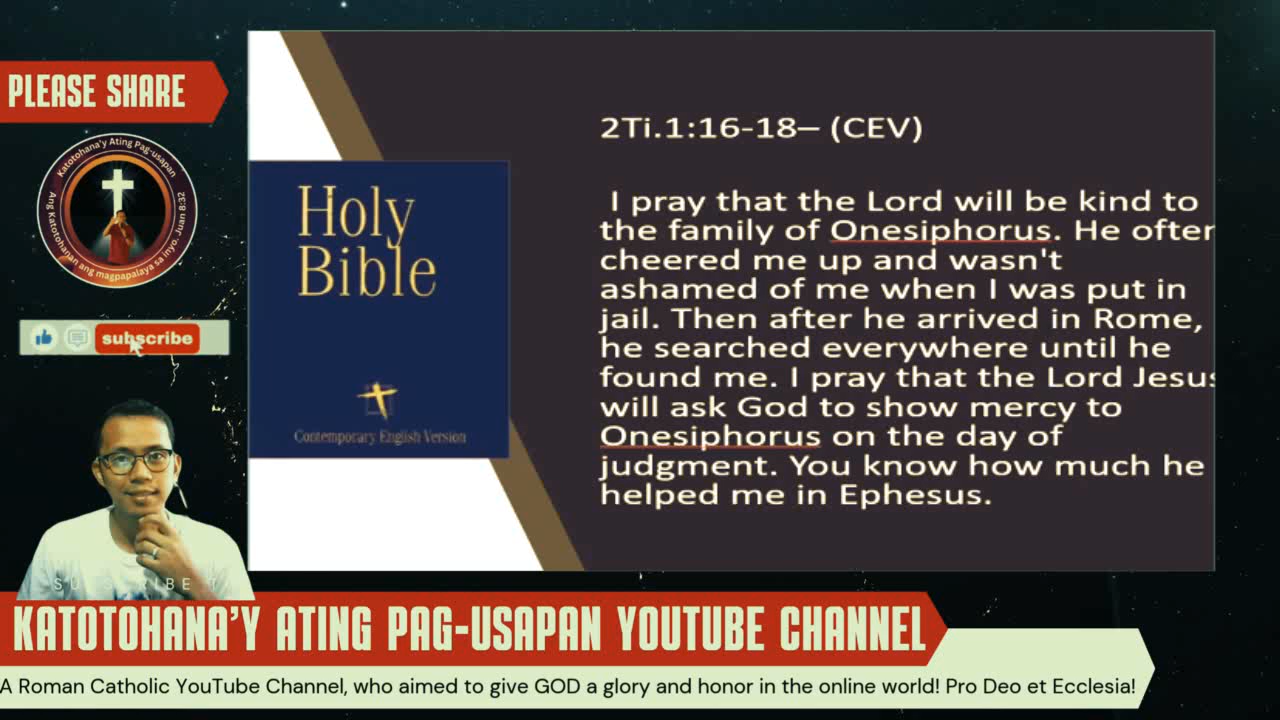 PLEASE SHARE
Katotohana'y Ating Pag-usapan
Ang Katotohanan ang magpapalaya sa inyo. Juan 8:32
subscribe
Holy
Bible
Contemporary English Version
2Ti.1:16-18– (CEV)
I pray that the Lord will be kind to
the family of Onesiphorus. He often
cheered me up and wasn't
ashamed of me when I was put in
jail. Then after he arrived in Rome,
he searched everywhere until he
found me. I pray that the Lord Jesus
will ask God to show mercy to
Onesiphorus on the day of
judgment. You know how much he
helped me in Ephesus.
KATOTOHANA'Y ATING PAG-USAPAN YOUTUBE CHANNEL
A Roman Catholic YouTube Channel, who aimed to give GOD a glory and honor in the online world! Pro Deo et Ecclesia!